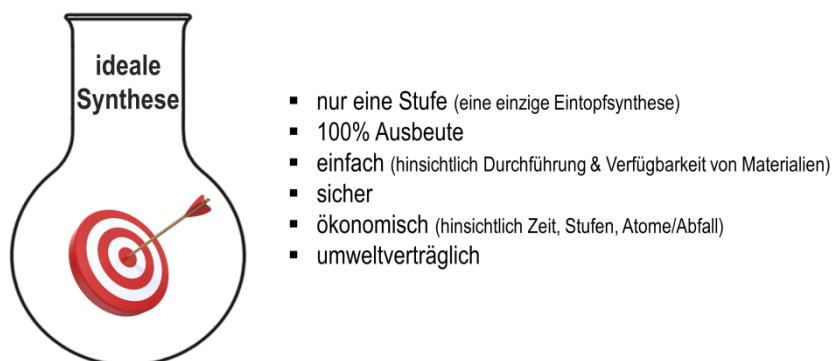 ideale
Synthese
▪ nur eine Stufe (eine einzige Eintopfsynthese)
▪ 100% Ausbeute
▪ einfach (hinsichtlich Durchführung & Verfügbarkeit von Materialien)
▪ sicher
▪ ökonomisch (hinsichtlich Zeit, Stufen, Atome/Abfall)
▪ umweltverträglich